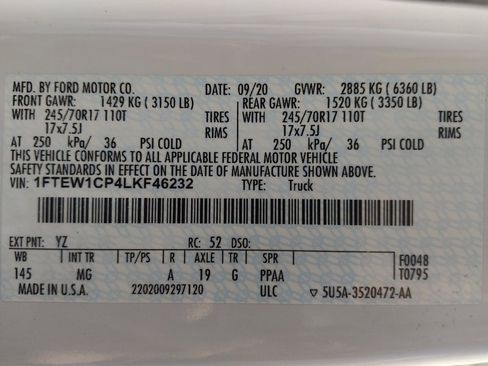 MFD. BY FORD MOTOR CO. DATE: 09/20 GVWR: 2885 KG ( 6360 LB)
FRONT GAWR: 1429 KG ( 3150 LB) REAR GAWR: 1520 KG ( 3350 LB)
WITH 245/70R17 110T TIRES WITH 245/70R17 110T TIRES
17x7.5J RIMS 17x7.5J RIMS
AT 250 kPa/ 36 PSI COLD AT 250 kPa/ 36 PSI COLD
THIS VEHICLE CONFORMS TO ALL APPLICABLE FEDERAL MOTOR VEHICLE
SAFETY STANDARDS IN EFFECT ON THE DATE OF MANUFACTURE SHOWN ABOVE.
VIN: 1FTEW1CP4LKF46232 TYPE: Truck
EXT PNT: YZ RC: 52 DSO:
WB INT TR TP/PS R AXLE TR SPR F0048
145 MG A 19 G PPAA T0795
MADE IN U.S.A. 2202009297120 ULC ▽ 5U5A-3520472-AA